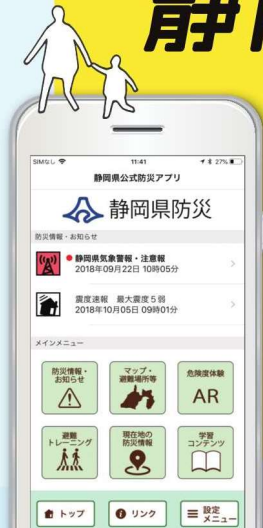 静
SIMなし 11:41 27%
静岡県公式防災アプリ
静岡県防災
防災情報・お知らせ
静岡県気象警報・注意報
2018年09月22日 10時05分
震度速報 最大震度5弱
2018年10月05日 09時01分
メインメニュー
防災情報・
お知らせ
マップ・
避難場所等
危険度体験
AR
避難
トレーニング
現在地の
防災情報
学習
コンテンツ
トップ
リンク
設定
メニュー